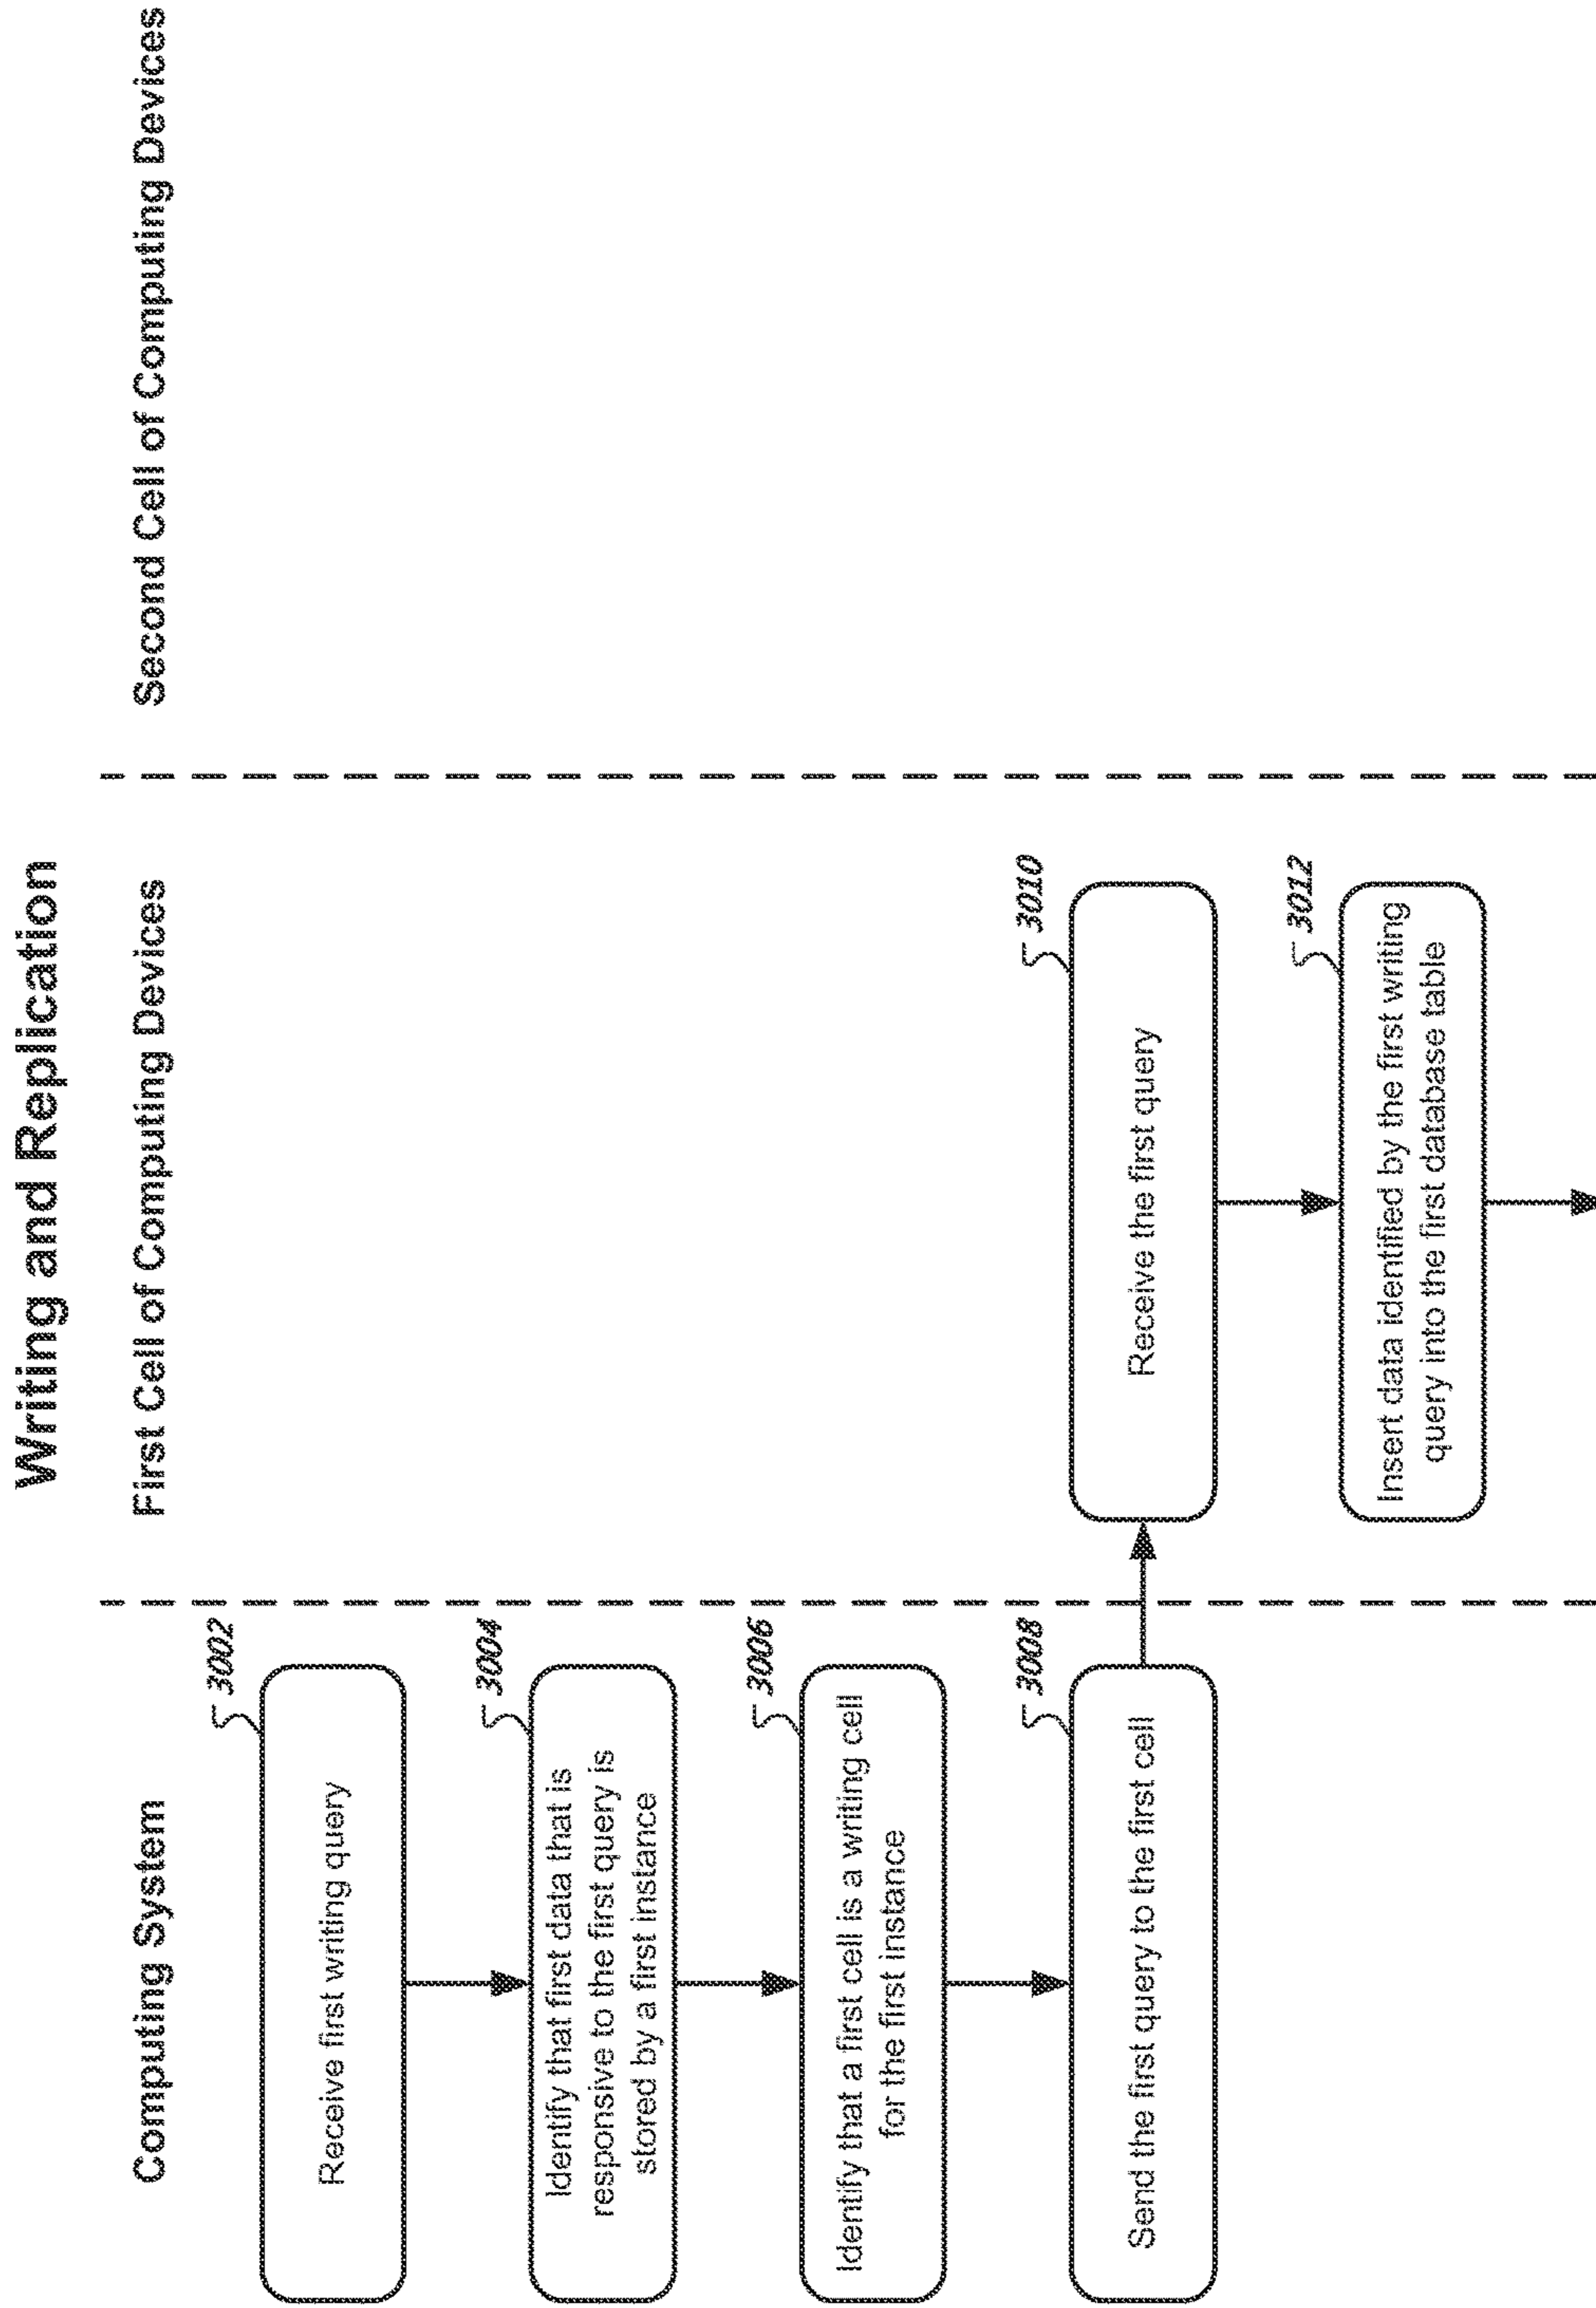 Writing and Replication
Computing System
First Cell of Computing Devices
Second Cell of Computing Devices
3002
Receive first writing query
3004
Identify that first data that is
responsive to the first query is
stored by a first instance
3006
Identify that a first cell is a writing cell
for the first instance
3008
Send the first query to the first cell
3010
Receive the first query
3012
Insert data identified by the first writing
query into the first database table